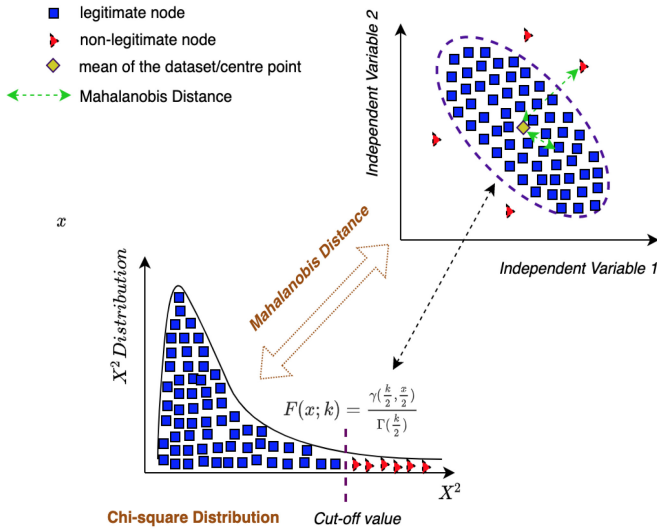 legitimate node
non-legitimate node
mean of the dataset/centre point
Mahalanobis Distance
Independent Variable 2
Independent Variable 1
x
Mahalanobis Distance
X² Distribution
F(x; k) = γ(k/2, x/2) / Γ(k/2)
X²
Chi-square Distribution
Cut-off value